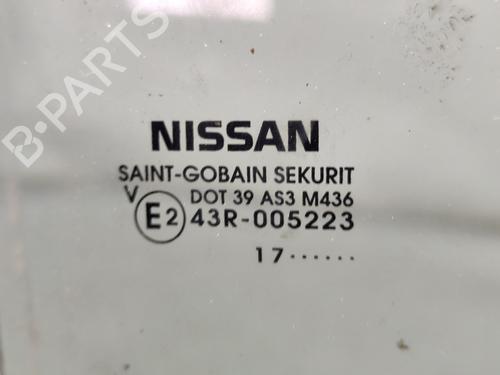 B-PARTS
NISSAN
SAINT-GOBAIN SEKURIT
V DOT 39 AS3 M436
E2 43R-005223
17 ......